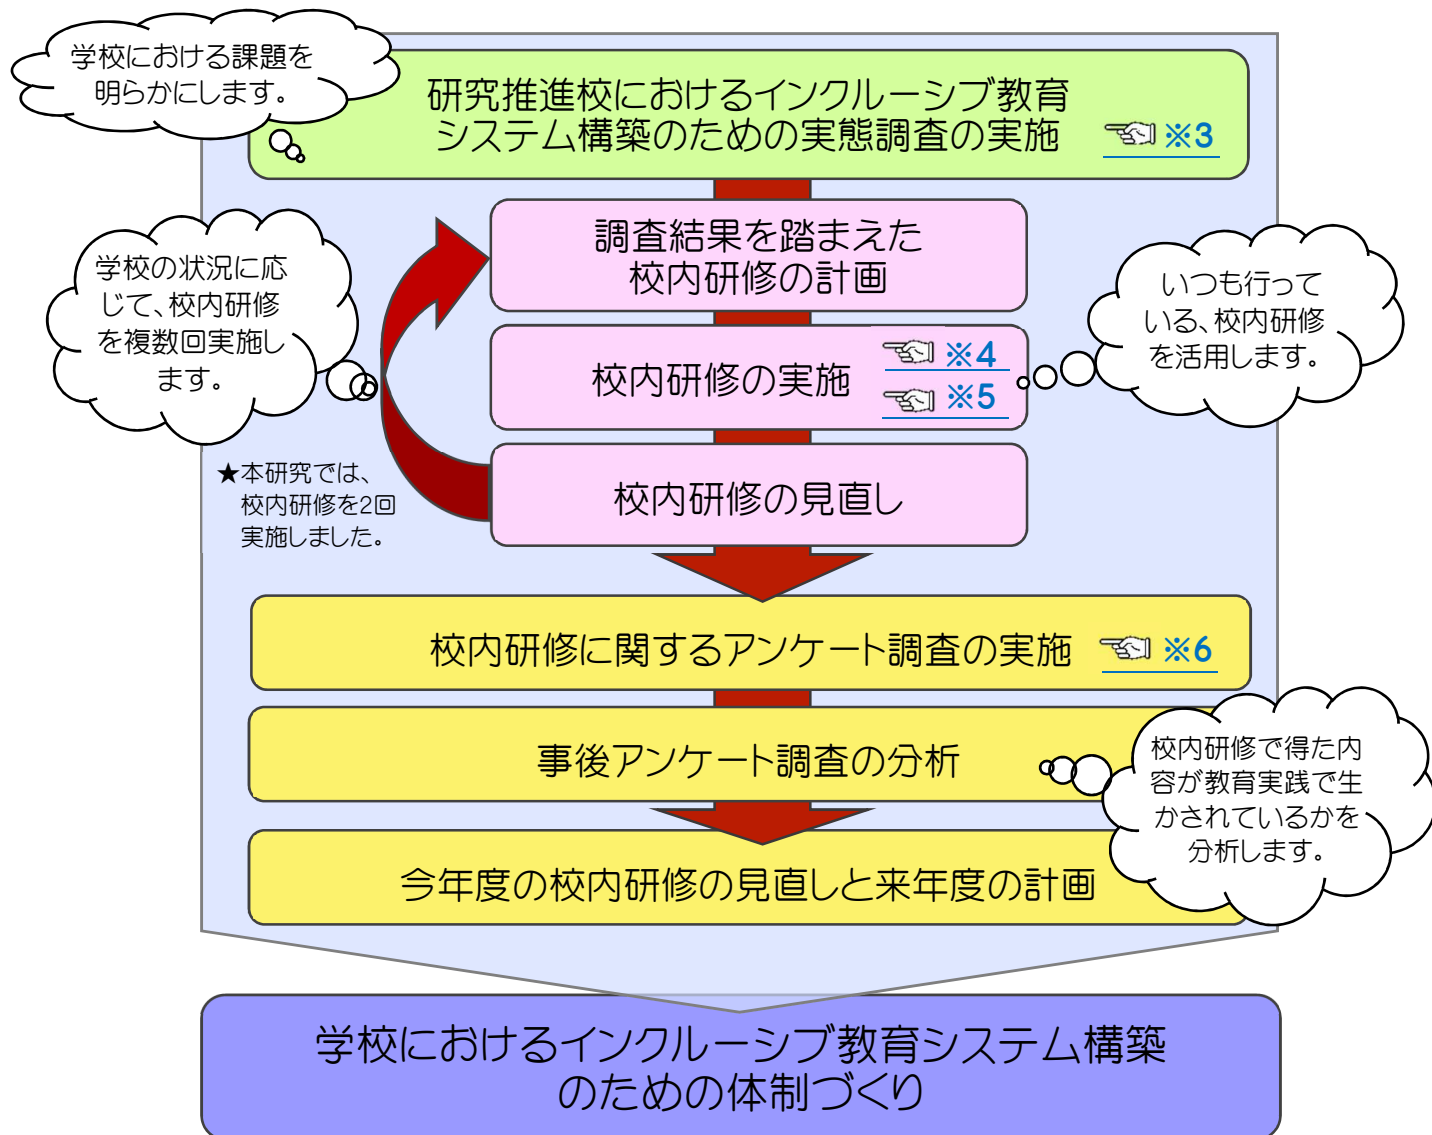 学校における課題を
明らかにします。
研究推進校におけるインクルーシブ教育
システム構築のための実態調査の実施 ※3
調査結果を踏まえた
校内研修の計画
学校の状況に応
じて、校内研修
を複数回実施し
ます。
いつも行って
いる、校内研修
を活用します。
校内研修の実施
※4
※5
★本研究では、
校内研修を2回
実施しました。
校内研修の見直し
校内研修に関するアンケート調査の実施 ※6
事後アンケート調査の分析
校内研修で得た内
容が教育実践で生
かされているかを
分析します。
今年度の校内研修の見直しと来年度の計画
学校におけるインクルーシブ教育システム構築
のための体制づくり